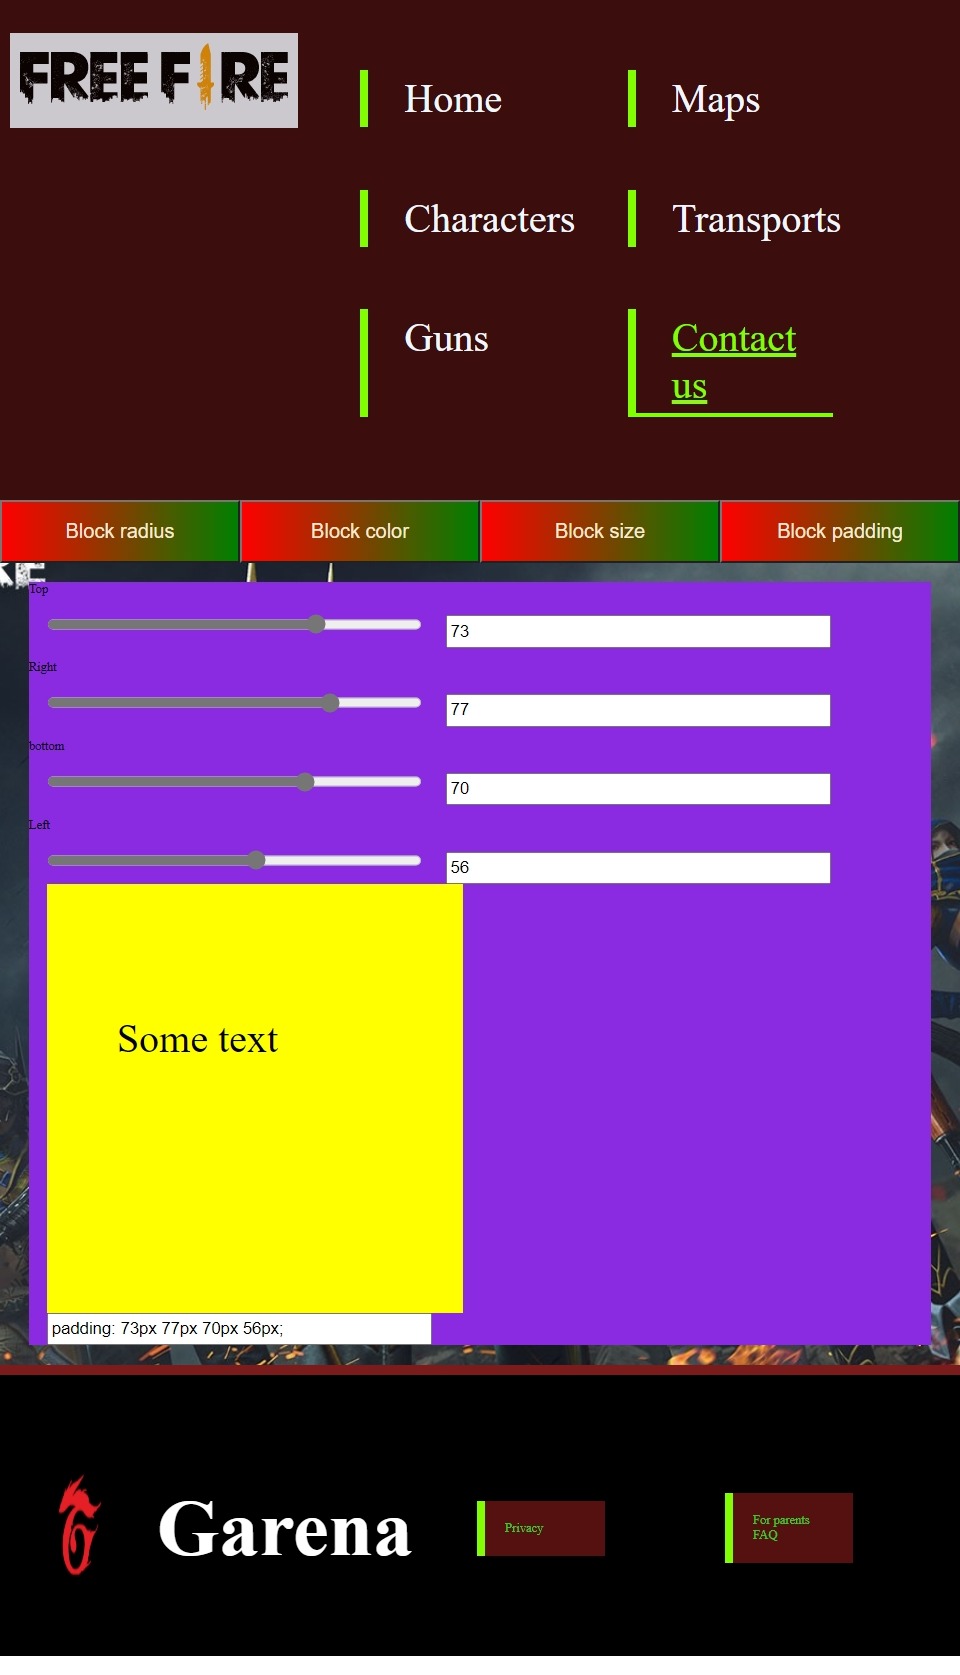 FREE FIRE
Home
Maps
Characters
Transports
Guns
Contact
us
Block radius
Block color
Block size
Block padding
KE
Top
73
Right
77
bottom
70
Left
56
Some text
padding: 73px 77px 70px 56px;
Garena
Privacy
For parents
FAQ